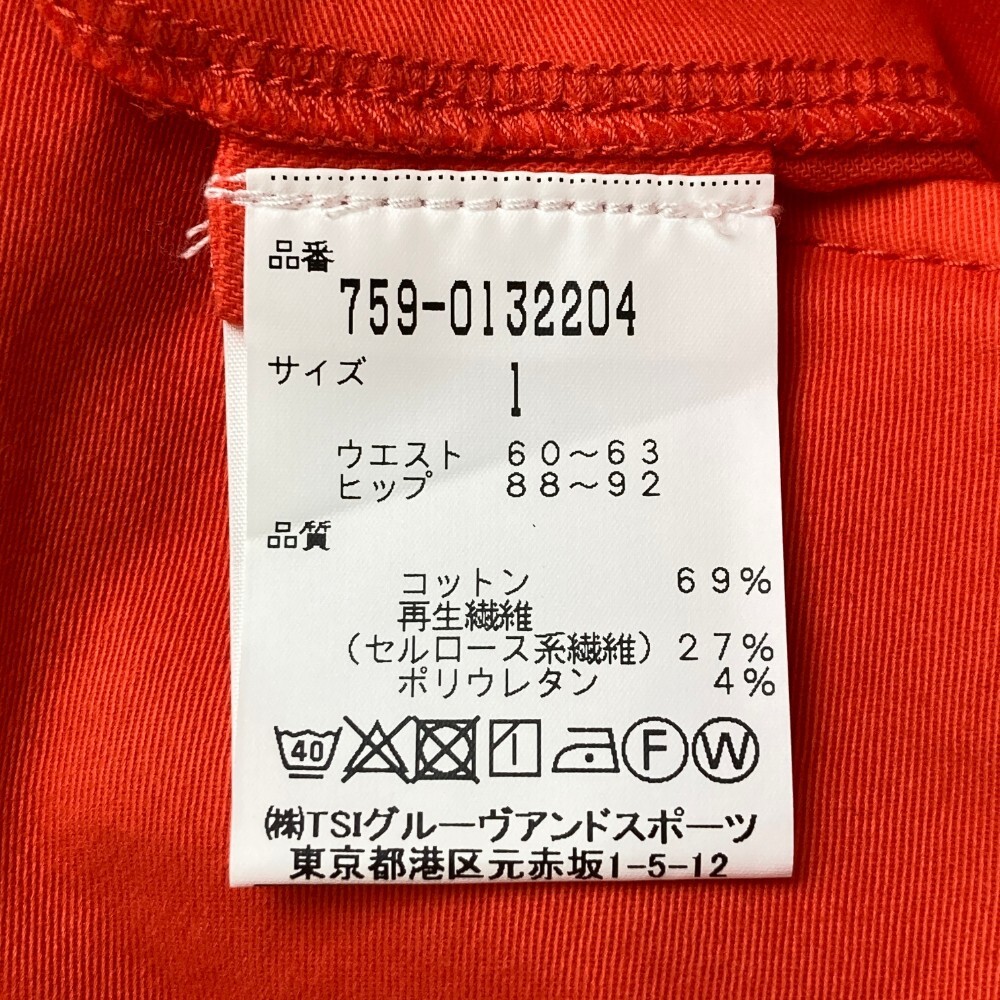 品番
759-0132204
サイズ 1
ウエスト 60～63
ヒップ 88～92
品質
コットン 69%
再生繊維
(セルロース系繊維) 27%
ポリウレタン 4%
40 F W
㈱TSIグルーヴアンドスポーツ
東京都港区元赤坂1-5-12